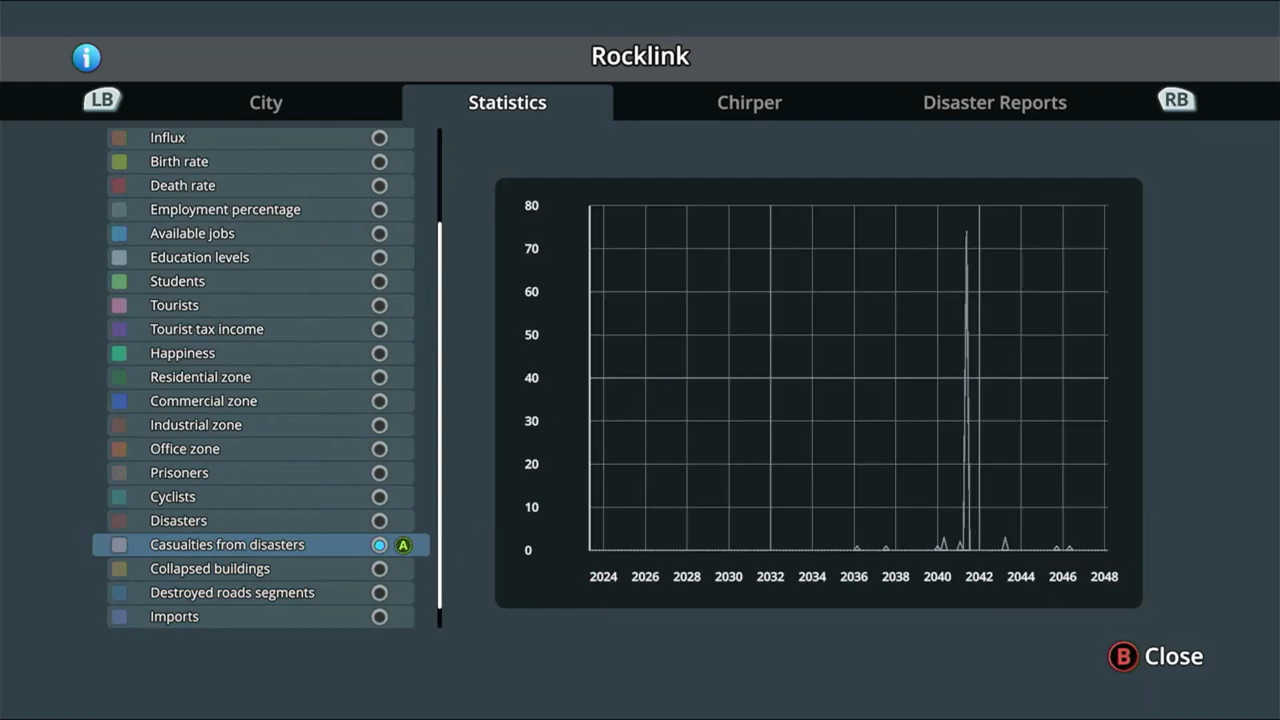 Rocklink
LB City Statistics Chirper Disaster Reports RB
Influx
Birth rate
Death rate
Employment percentage
Available jobs
Education levels
Students
Tourists
Tourist tax income
Happiness
Residential zone
Commercial zone
Industrial zone
Office zone
Prisoners
Cyclists
Disasters
Casualties from disasters A
Collapsed buildings
Destroyed roads segments
Imports
80
70
60
50
40
30
20
10
0
2024 2026 2028 2030 2032 2034 2036 2038 2040 2042 2044 2046 2048
B Close